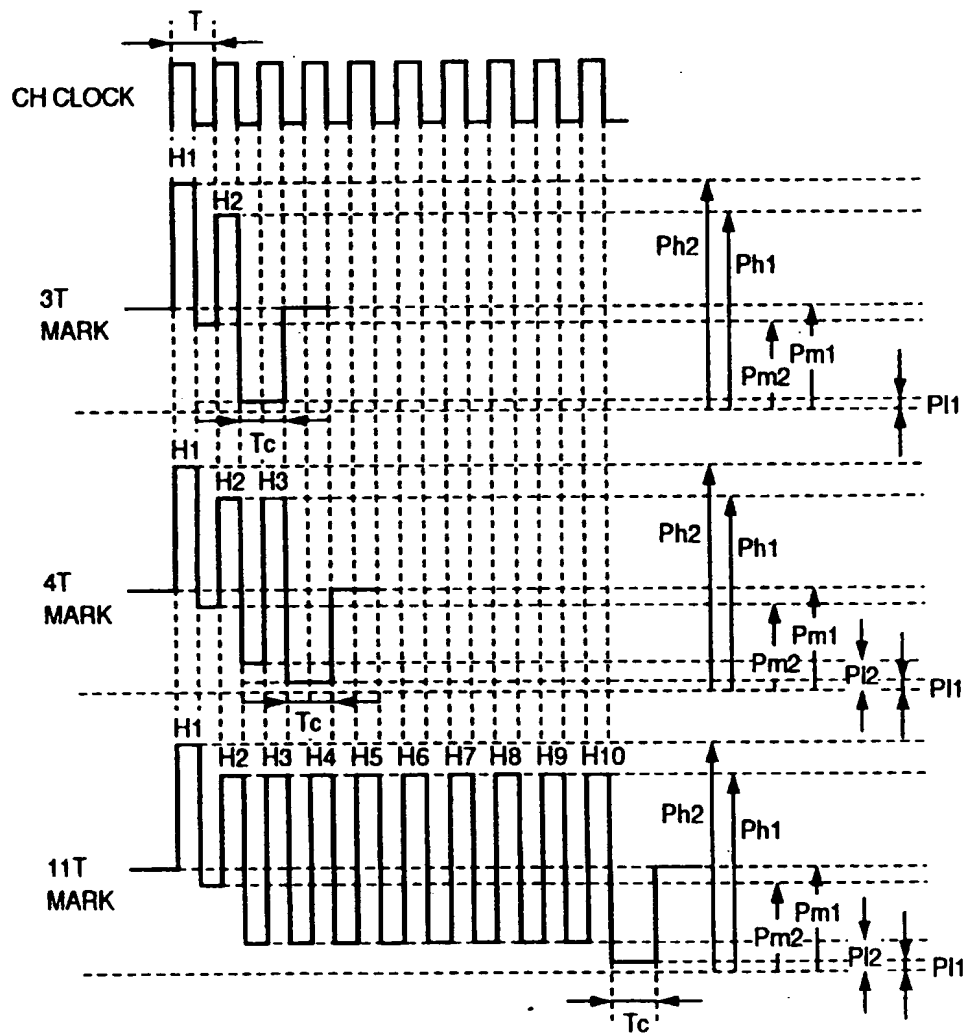 T
CH CLOCK
H1
H2
Ph2
Ph1
3T
MARK
Pm1
Pm2
Pl1
Tc
H1
H2 H3
Ph2
Ph1
4T
MARK
Pm1
Pm2
Pl2
Pl1
Tc
H1
H2 H3 H4 H5 H6 H7 H8 H9 H10
Ph2
Ph1
11T
MARK
Pm1
Pm2
Pl2
Pl1
Tc